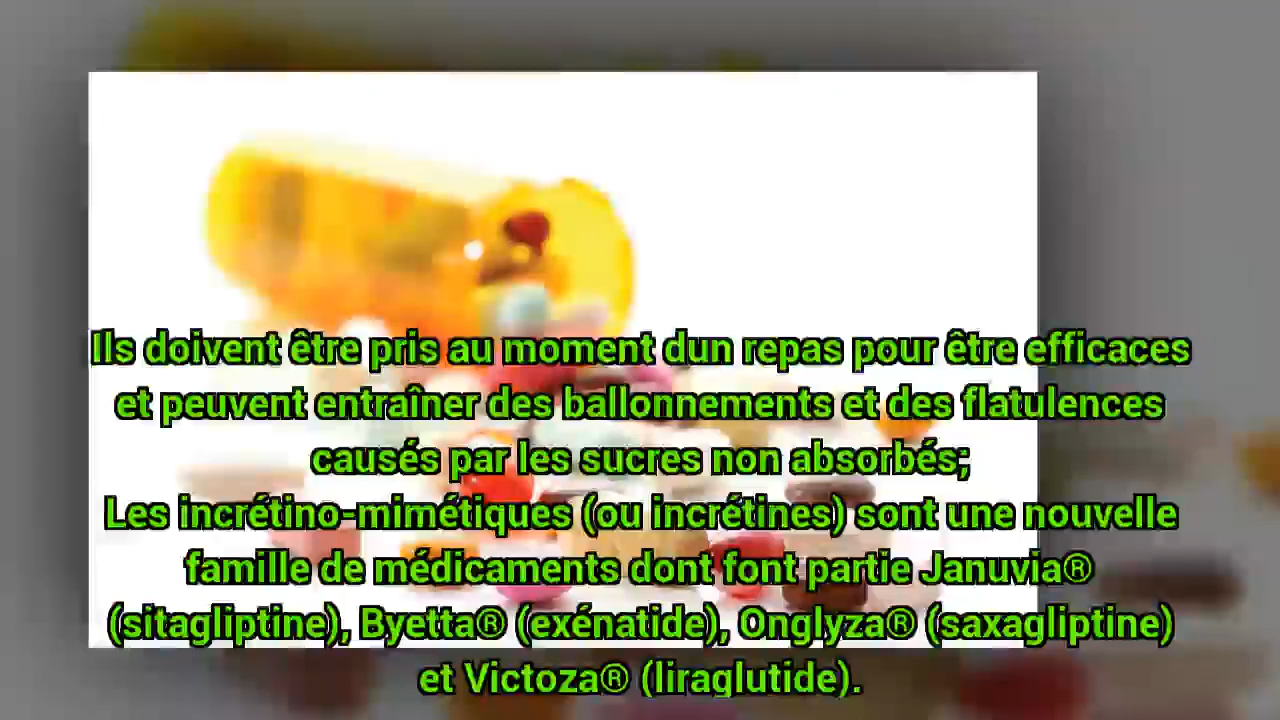 Ils doivent être pris au moment dun repas pour être efficaces
et peuvent entraîner des ballonnements et des flatulences
causés par les sucres non absorbés;
Les incrétino-mimétiques (ou incrétines) sont une nouvelle
famille de médicaments dont font partie Januvia®
(sitagliptine), Byetta® (exénatide), Onglyza® (saxagliptine)
et Victoza® (liraglutide).